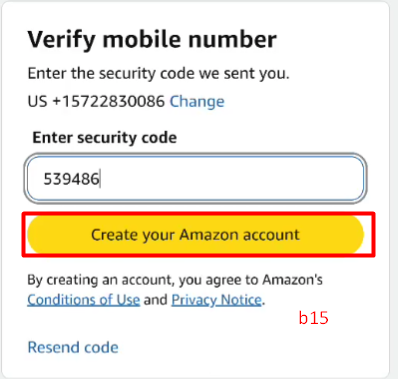 Verify mobile number
Enter the security code we sent you.
US +15722830086 Change
Enter security code
539486
Create your Amazon account
By creating an account, you agree to Amazon's
Conditions of Use and Privacy Notice.
b15
Resend code